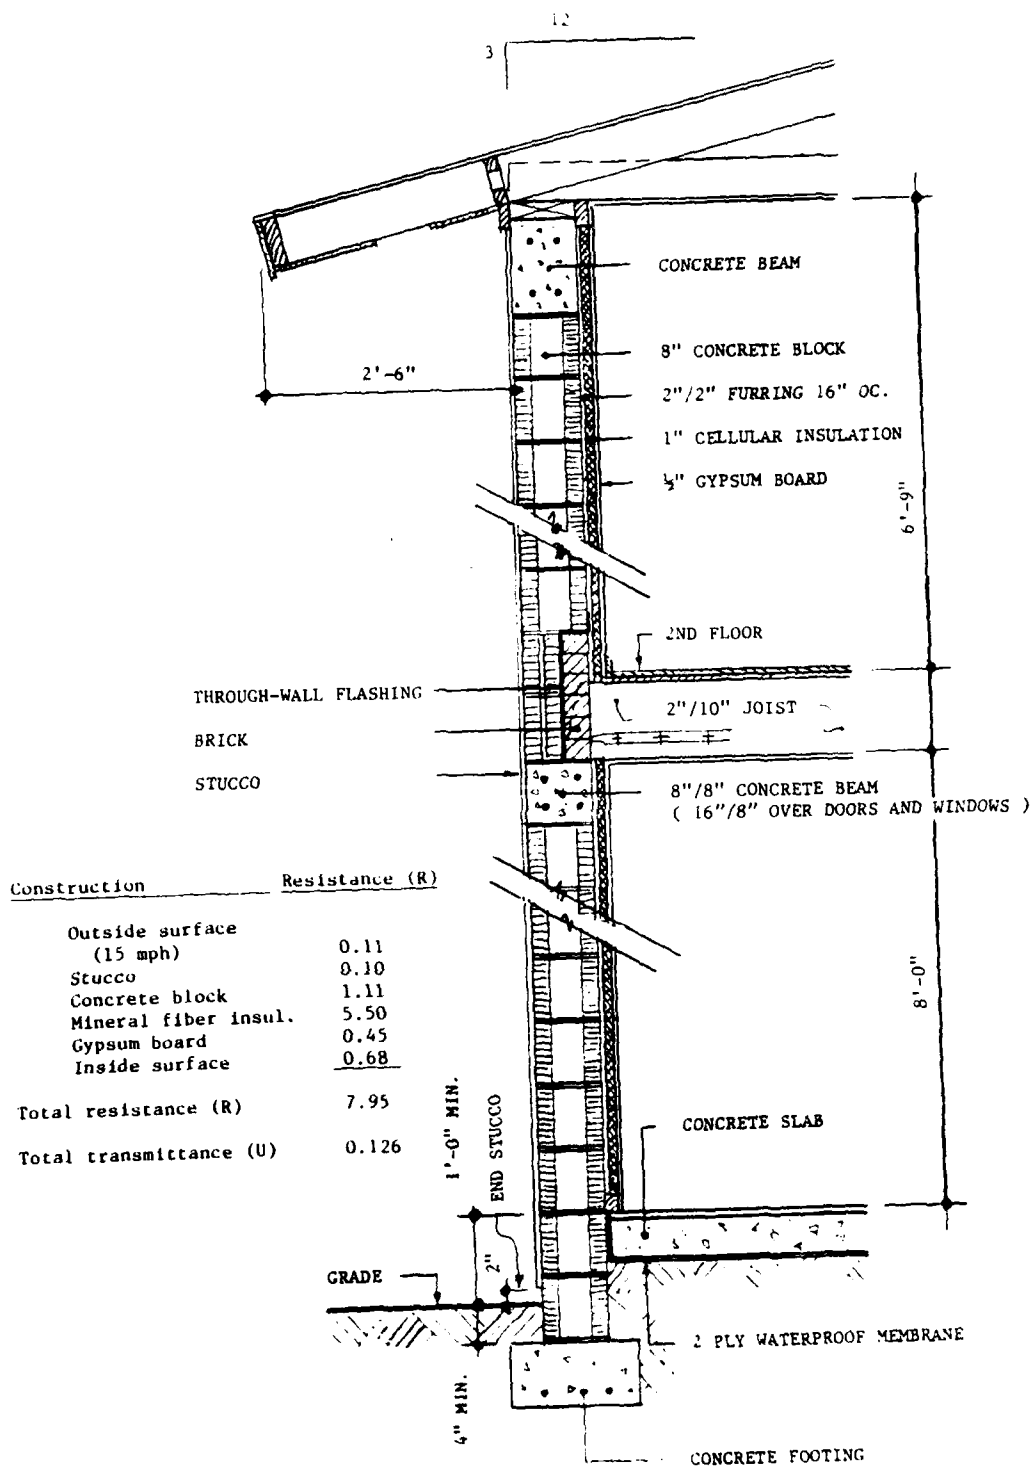 12
3
CONCRETE BEAM
8" CONCRETE BLOCK
2'-6"
2"/2" FURRING 16" OC.
1" CELLULAR INSULATION
½" GYPSUM BOARD
6'-9"
2ND FLOOR
THROUGH-WALL FLASHING
2"/10" JOIST
BRICK
STUCCO
8"/8" CONCRETE BEAM
( 16"/8" OVER DOORS AND WINDOWS )
Construction Resistance (R)
Outside surface
(15 mph) 0.11
Stucco 0.10
Concrete block 1.11
Mineral fiber insul. 5.50
Gypsum board 0.45
Inside surface 0.68
Total resistance (R) 7.95
Total transmittance (U) 0.126
8'-0"
1'-0" MIN.
END STUCCO
CONCRETE SLAB
2"
GRADE
2 PLY WATERPROOF MEMBRANE
4" MIN.
CONCRETE FOOTING